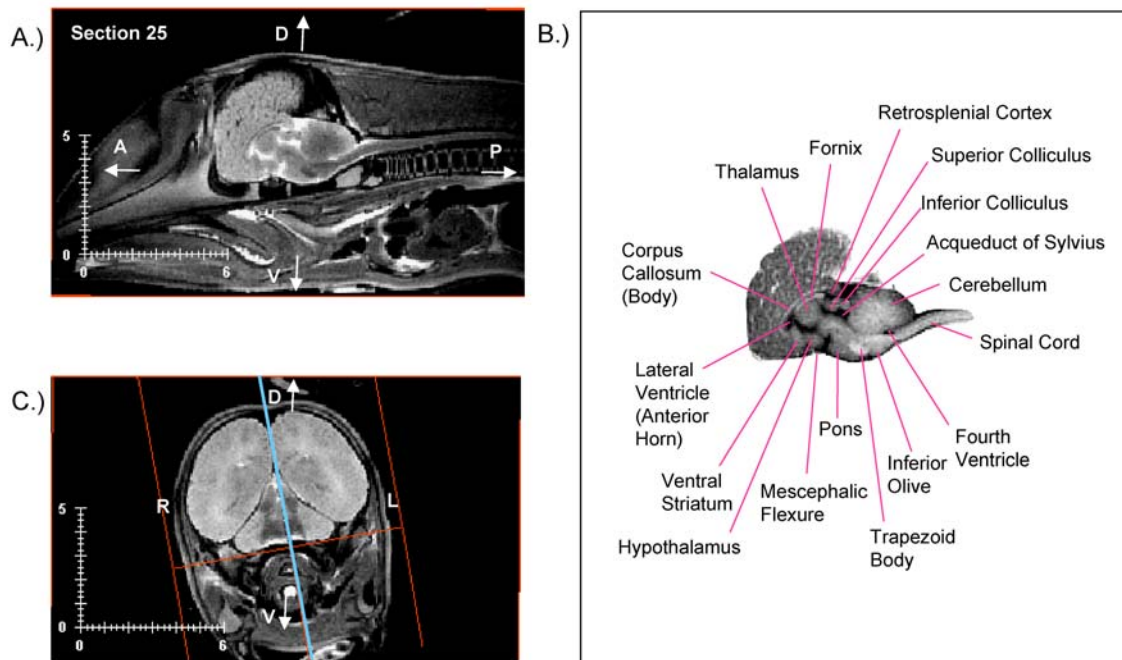 A.)
Section 25
D
5
A
P
0
0
6
V
B.)
Retrosplenial Cortex
Fornix
Superior Colliculus
Thalamus
Inferior Colliculus
Acqueduct of Sylvius
Corpus
Callosum
(Body)
Cerebellum
Spinal Cord
Lateral
Ventricle
(Anterior
Horn)
Pons
Fourth
Ventricle
Inferior
Olive
Ventral
Striatum
Mescephalic
Flexure
Hypothalamus
Trapezoid
Body
C.)
D
R
L
5
V
0
0
6